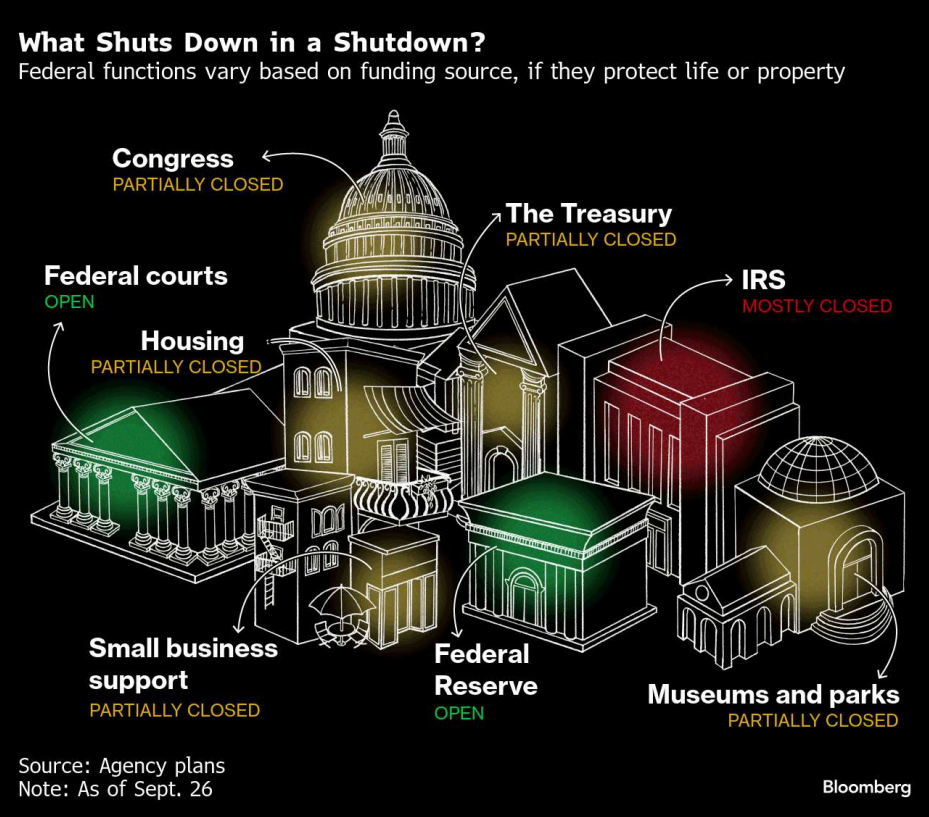 What Shuts Down in a Shutdown?
Federal functions vary based on funding source, if they protect life or property
Congress
PARTIALLY CLOSED
The Treasury
PARTIALLY CLOSED
Federal courts
OPEN
IRS
MOSTLY CLOSED
Housing
PARTIALLY CLOSED
Small business
support
PARTIALLY CLOSED
Federal
Reserve
OPEN
Museums and parks
PARTIALLY CLOSED
Source: Agency plans
Note: As of Sept. 26
Bloomberg